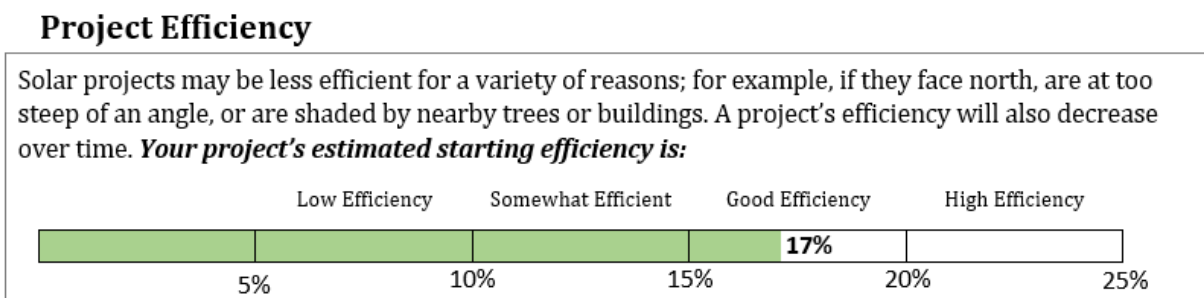 Project Efficiency
Solar projects may be less efficient for a variety of reasons; for example, if they face north, are at too
steep of an angle, or are shaded by nearby trees or buildings. A project’s efficiency will also decrease
over time. Your project’s estimated starting efficiency is:
Low Efficiency Somewhat Efficient Good Efficiency High Efficiency
17%
5% 10% 15% 20% 25%